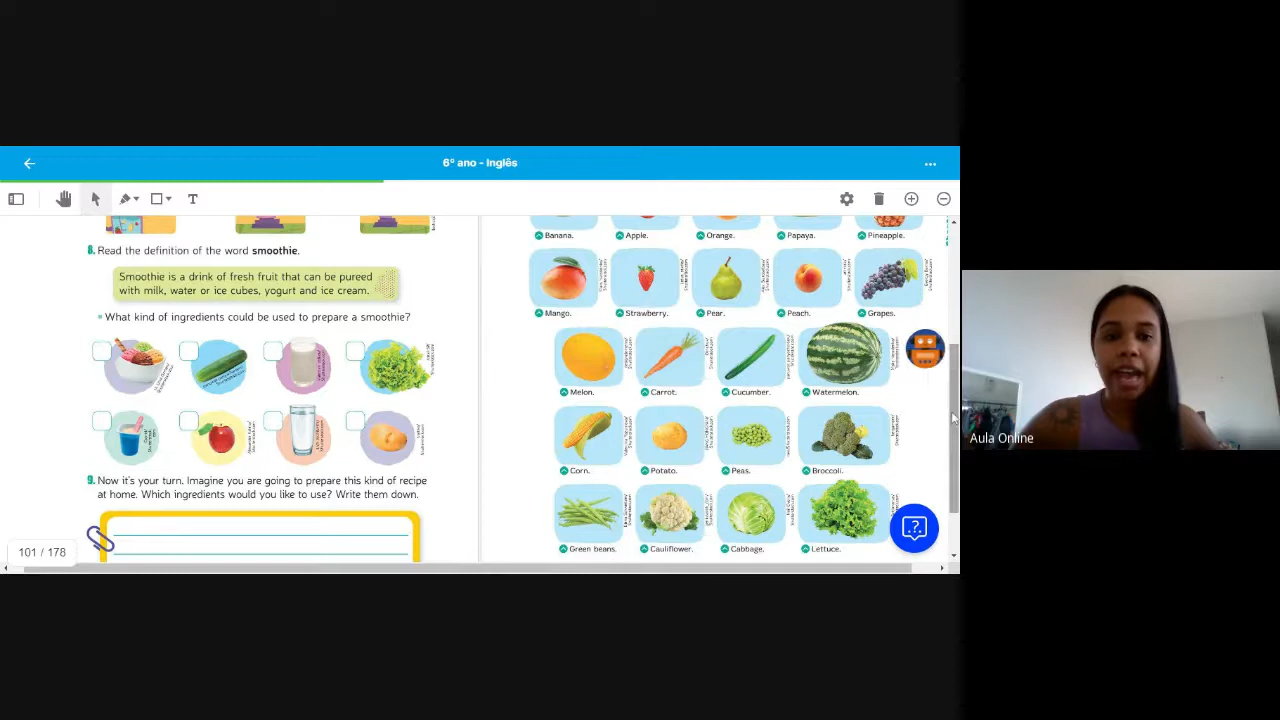 6º ano - Inglês
T
8. Read the definition of the word smoothie.
Smoothie is a drink of fresh fruit that can be pureed
with milk, water or ice cubes, yogurt and ice cream.
What kind of ingredients could be used to prepare a smoothie?
9. Now it's your turn. Imagine you are going to prepare this kind of recipe
at home. Which ingredients would you like to use? Write them down.
101 / 178
Banana. Apple. Orange. Papaya. Pineapple.
Mango. Strawberry. Pear. Peach. Grapes.
Melon. Carrot. Cucumber. Watermelon.
Corn. Potato. Peas. Broccoli.
Green beans. Cauliflower. Cabbage. Lettuce.
?
Aula Online